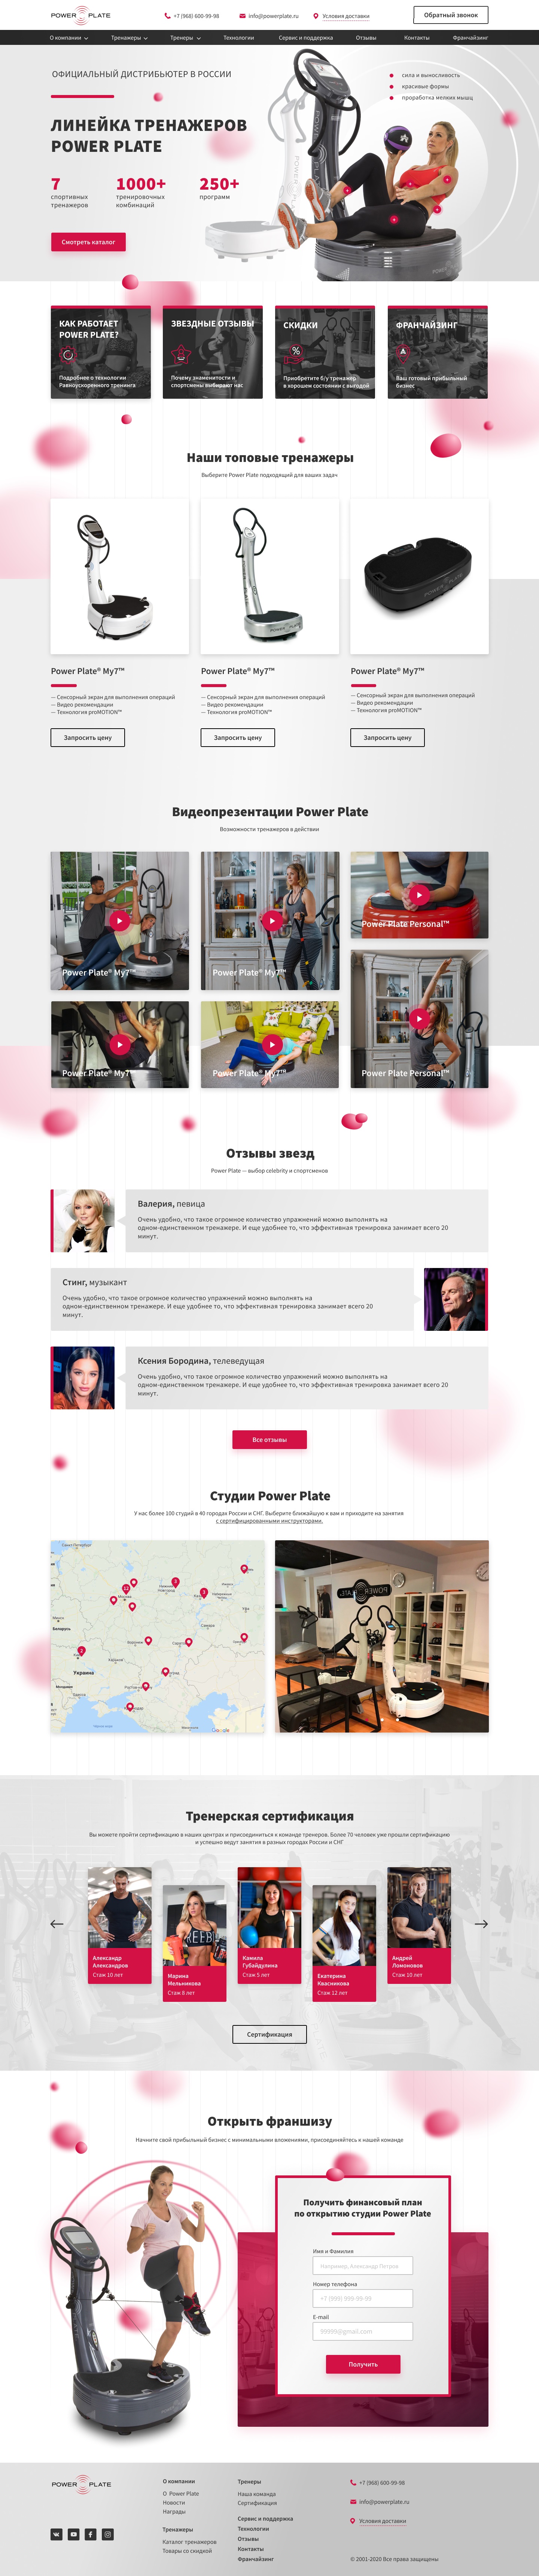 POWER PLATE
+7 (968) 600-99-98
info@powerplate.ru
Условия доставки
Обратный звонок
О компании
Тренажеры
Тренеры
Технологии
Сервис и поддержка
Отзывы
Контакты
Франчайзинг
ОФИЦИАЛЬНЫЙ ДИСТРИБЬЮТЕР В РОССИИ
ЛИНЕЙКА ТРЕНАЖЕРОВ
POWER PLATE
7
спортивных
тренажеров
1000+
тренировочных
комбинаций
250+
программ
Смотреть каталог
сила и выносливость
красивые формы
проработка мелких мышц
КАК РАБОТАЕТ
POWER PLATE?
Подробнее о технологии
Равноускоренного тренинга
ЗВЕЗДНЫЕ ОТЗЫВЫ
Почему знаменитости и
спортсмены выбирают нас
СКИДКИ
%
Приобретите б/у тренажер
в хорошем состоянии с выгодой
ФРАНЧАЙЗИНГ
Ваш готовый прибыльный
бизнес
Наши топовые тренажеры
Выберите Power Plate подходящий для ваших задач
Power Plate® My7™
— Сенсорный экран для выполнения операций
— Видео рекомендации
— Технология proMOTION™
Запросить цену
Power Plate® My7™
— Сенсорный экран для выполнения операций
— Видео рекомендации
— Технология proMOTION™
Запросить цену
Power Plate® My7™
— Сенсорный экран для выполнения операций
— Видео рекомендации
— Технология proMOTION™
Запросить цену
Видеопрезентации Power Plate
Возможности тренажеров в действии
Power Plate® My7™
Power Plate® My7™
Power Plate Personal™
Power Plate® My7™
Power Plate® My7™
Power Plate Personal™
Отзывы звезд
Power Plate — выбор celebrity и спортсменов
Валерия, певица
Очень удобно, что такое огромное количество упражнений можно выполнять на
одном-единственном тренажере. И еще удобнее то, что эффективная тренировка занимает всего 20
минут.
Стинг, музыкант
Очень удобно, что такое огромное количество упражнений можно выполнять на
одном-единственном тренажере. И еще удобнее то, что эффективная тренировка занимает всего 20
минут.
Ксения Бородина, телеведущая
Очень удобно, что такое огромное количество упражнений можно выполнять на
одном-единственном тренажере. И еще удобнее то, что эффективная тренировка занимает всего 20
минут.
Все отзывы
Студии Power Plate
У нас более 100 студий в 40 городах России и СНГ. Выберите ближайшую к вам и приходите на занятия
с сертифицированными инструкторами.
Санкт-Петербург
Москва
Нижний
Новгород
Самара
Уфа
Минск
Беларусь
Воронеж
Харьков
Украина
Молдова
Одесса
Google
POWER PLATE
Тренерская сертификация
Вы можете пройти сертификацию в наших центрах и присоединиться к команде тренеров. Более 70 человек уже прошли сертификацию
и успешно ведут занятия в разных городах России и СНГ
Александр
Александров
Стаж 10 лет
Марина
Мельникова
Стаж 8 лет
Камила
Губайдулина
Стаж 5 лет
Екатерина
Квасникова
Стаж 12 лет
Андрей
Ломоновов
Стаж 10 лет
Сертификация
Открыть франшизу
Начните свой прибыльный бизнес с минимальными вложениями, присоединяйтесь к нашей команде
Получить финансовый план
по открытию студии Power Plate
Имя и Фамилия
Например, Александр Петров
Номер телефона
+7 (999) 999-99-99
E-mail
99999@gmail.com
Получить
POWER PLATE
О компании
О Power Plate
Новости
Награды
Тренажеры
Каталог тренажеров
Товары со скидкой
Тренеры
Наша команда
Сертификация
Сервис и поддержка
Технологии
Отзывы
Контакты
Франчайзинг
+7 (968) 600-99-98
info@powerplate.ru
Условия доставки
© 2001-2020 Все права защищены